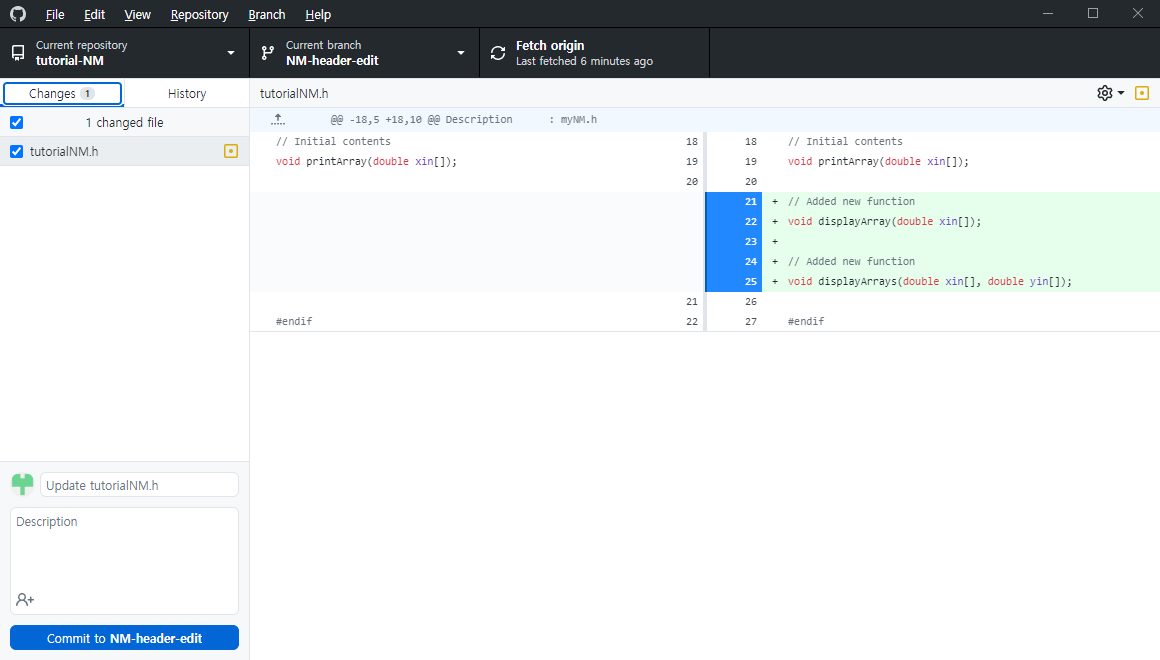 File Edit View Repository Branch Help
Current repository
tutorial-NM
Current branch
NM-header-edit
Fetch origin
Last fetched 6 minutes ago
Changes 1 History
1 changed file
tutorialNM.h
Update tutorialNM.h
Description
Commit to NM-header-edit
tutorialNM.h
@@ -18,5 +18,10 @@ Description      : myNM.h
// Initial contents 18 18 // Initial contents
void printArray(double xin[]); 19 19 void printArray(double xin[]);
20 20
21 + // Added new function
22 + void displayArray(double xin[]);
23 +
24 + // Added new function
25 + void displayArrays(double xin[], double yin[]);
21 26
#endif 22 27 #endif